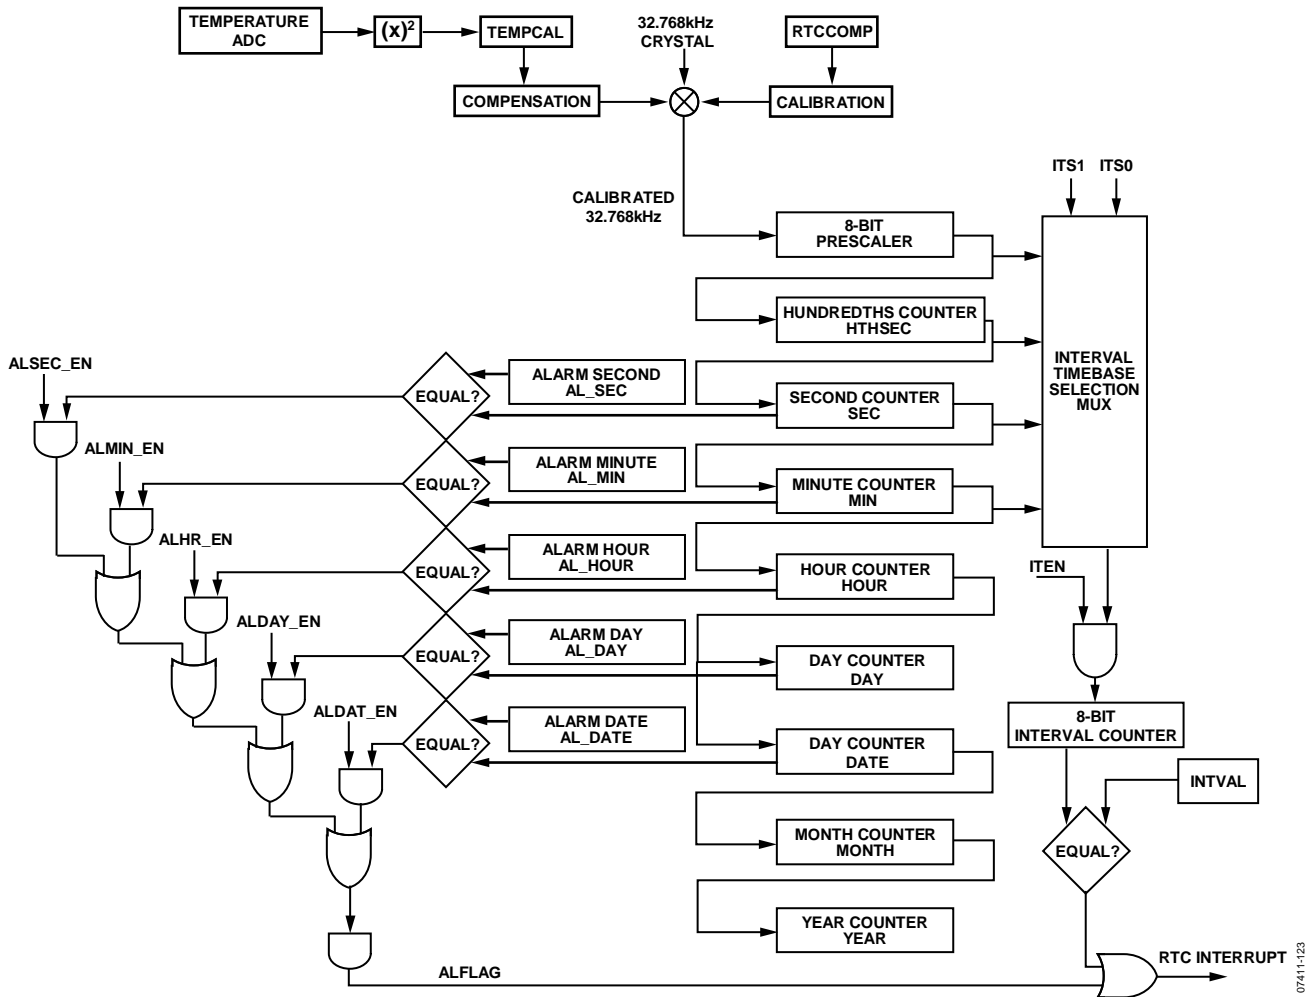 TEMPERATURE
ADC
(x)²
TEMPCAL
32.768kHz
CRYSTAL
RTCCOMP
COMPENSATION
CALIBRATION
CALIBRATED
32.768kHz
ITS1 ITS0
8-BIT
PRESCALER
HUNDREDTHS COUNTER
HTHSEC
INTERVAL
TIMEBASE
SELECTION
MUX
ALSEC_EN
EQUAL?
ALARM SECOND
AL_SEC
SECOND COUNTER
SEC
ALMIN_EN
EQUAL?
ALARM MINUTE
AL_MIN
MINUTE COUNTER
MIN
ALHR_EN
EQUAL?
ALARM HOUR
AL_HOUR
HOUR COUNTER
HOUR
ITEN
ALDAY_EN
EQUAL?
ALARM DAY
AL_DAY
DAY COUNTER
DAY
ALDAT_EN
EQUAL?
ALARM DATE
AL_DATE
DAY COUNTER
DATE
8-BIT
INTERVAL COUNTER
INTVAL
MONTH COUNTER
MONTH
EQUAL?
YEAR COUNTER
YEAR
ALFLAG
RTC INTERRUPT
07411-123